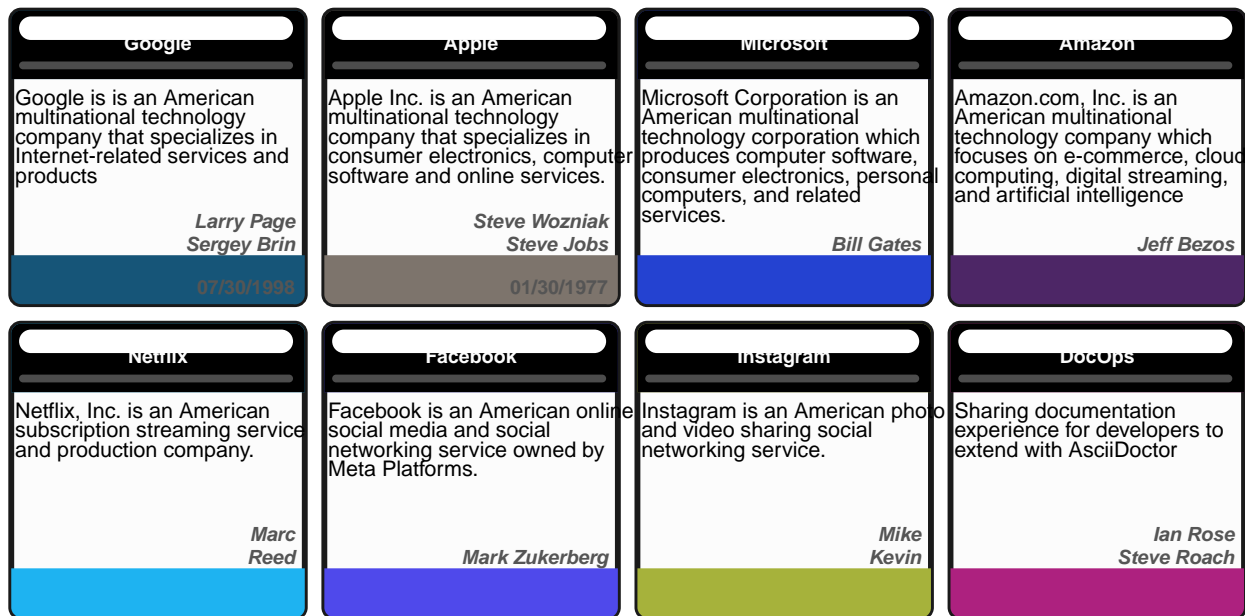 Google
Google is is an American
multinational technology
company that specializes in
Internet-related services and
products
Larry Page
Sergey Brin
07/30/1998
Apple
Apple Inc. is an American
multinational technology
company that specializes in
consumer electronics, computer
software and online services.
Steve Wozniak
Steve Jobs
01/30/1977
Microsoft
Microsoft Corporation is an
American multinational
technology corporation which
produces computer software,
consumer electronics, personal
computers, and related
services.
Bill Gates
Amazon
Amazon.com, Inc. is an
American multinational
technology company which
focuses on e-commerce, cloud
computing, digital streaming,
and artificial intelligence
Jeff Bezos
Netflix
Netflix, Inc. is an American
subscription streaming service
and production company.
Marc
Reed
Facebook
Facebook is an American online
social media and social
networking service owned by
Meta Platforms.
Mark Zukerberg
Instagram
Instagram is an American photo
and video sharing social
networking service.
Mike
Kevin
DocOps
Sharing documentation
experience for developers to
extend with AsciiDoctor
Ian Rose
Steve Roach